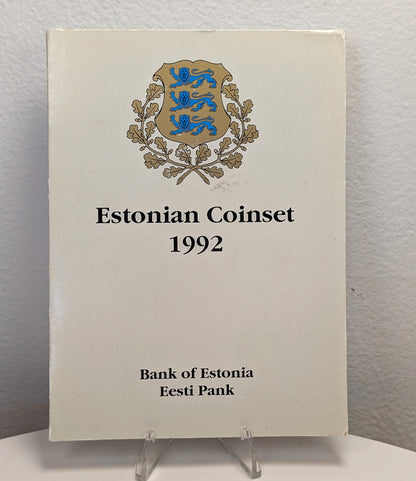 Estonian Coinset
1992
Bank of Estonia
Eesti Pank